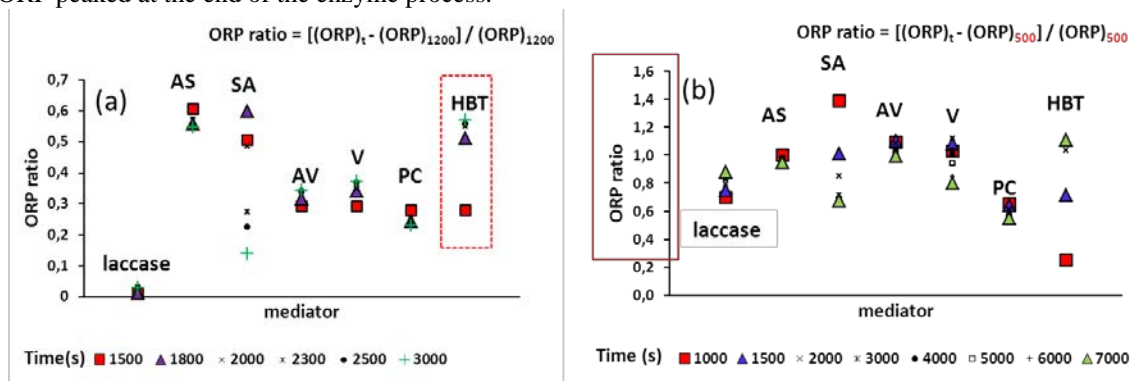 ORP peaked at the end of the enzyme process.
ORP ratio = [(ORP)t - (ORP)1200] / (ORP)1200
0,7
0,6
0,5
0,4
0,3
0,2
0,1
0
ORP ratio
(a)
AS
SA
AV
V
PC
HBT
laccase
mediator
Time(s) 1500 1800 2000 2300 2500 3000
ORP ratio = [(ORP)t - (ORP)500] / (ORP)500
1,6
1,4
1,2
1,0
0,8
0,6
0,4
0,2
0,0
ORP ratio
(b)
AS
SA
AV
V
PC
HBT
laccase
mediator
Time (s) 1000 1500 2000 3000 4000 5000 6000 7000